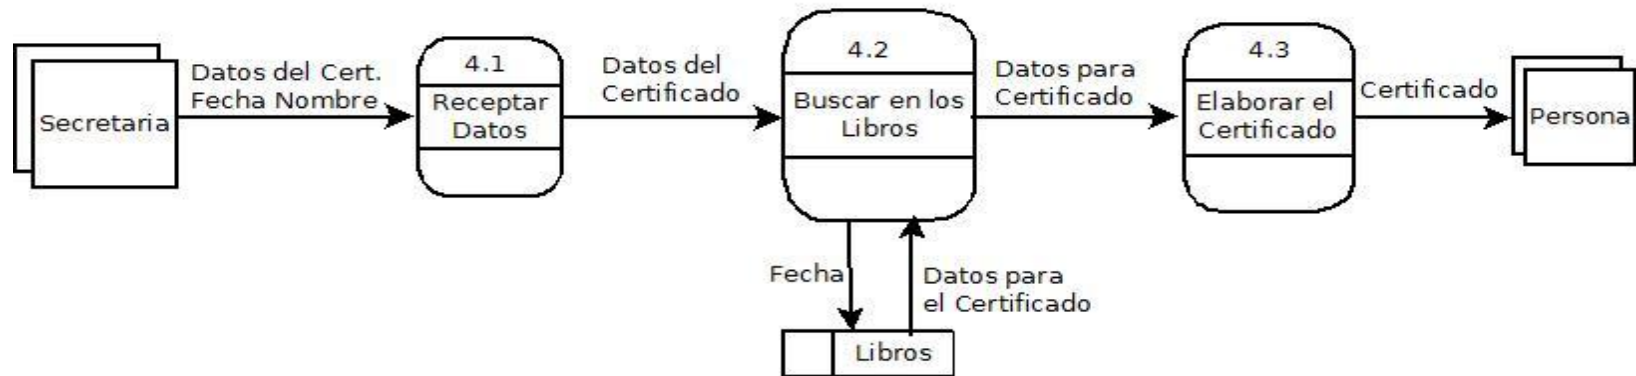 Secretaria
Datos del Cert.
Fecha Nombre
4.1
Receptar
Datos
Datos del
Certificado
4.2
Buscar en los
Libros
Datos para
Certificado
4.3
Elaborar el
Certificado
Certificado
Persona
Fecha
Datos para
el Certificado
Libros